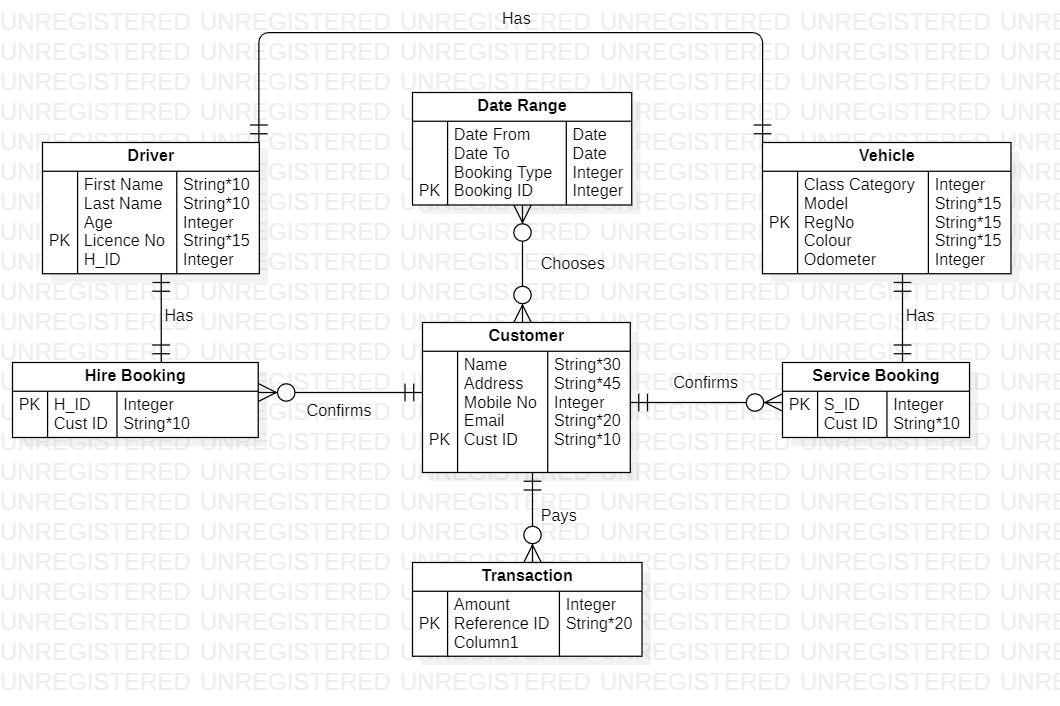 Has
Date Range
Date From Date
Date To Date
Booking Type Integer
PK Booking ID Integer
Driver
First Name String*10
Last Name String*10
Age Integer
PK Licence No String*15
H_ID Integer
Vehicle
Class Category Integer
Model String*15
PK RegNo String*15
Colour String*15
Odometer Integer
Chooses
Has
Has
Customer
Name String*30
Address String*45
Mobile No Integer
Email String*20
PK Cust ID String*10
Hire Booking
PK H_ID Integer
Cust ID String*10
Confirms
Confirms
Service Booking
PK S_ID Integer
Cust ID String*10
Pays
Transaction
Amount Integer
PK Reference ID String*20
Column1
UNREGISTERED